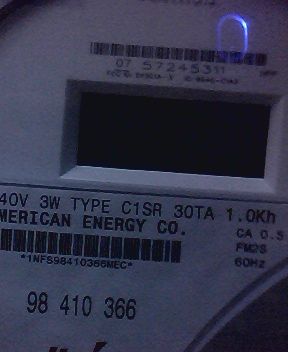 07 57245311
40V 3W TYPE C1SR 30TA 1.0Kh
MERICAN ENERGY CO.
CA 0.5
FM2S
*1NFS98410366MEC*
60Hz
98 410 366